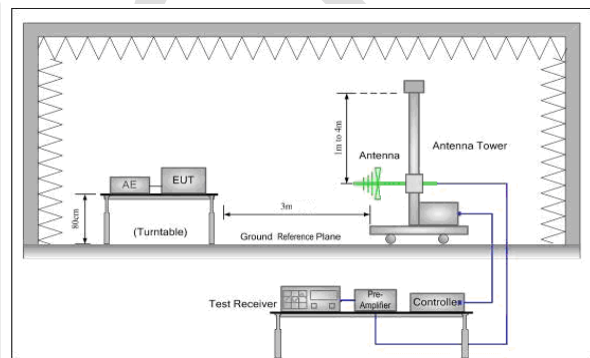 1m to 4m
Antenna
Antenna Tower
AE
EUT
80cm
(Turntable)
3m
Ground Reference Plane
Test Receiver
Pre-
Amplifier
Controller